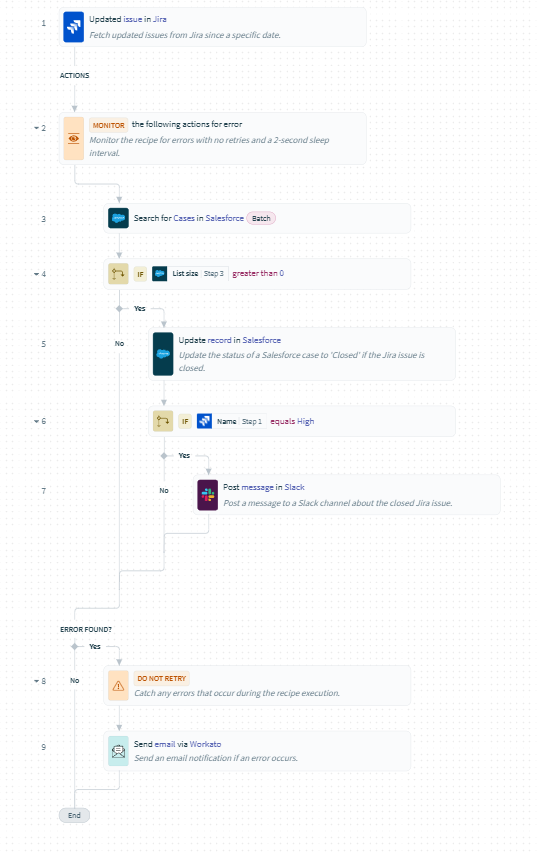 1
Updated issue in Jira
Fetch updated issues from Jira since a specific date.
ACTIONS
2
MONITOR the following actions for error
Monitor the recipe for errors with no retries and a 2-second sleep
interval.
3
Search for Cases in Salesforce Batch
4
IF List size Step 3 greater than 0
Yes
No
5
Update record in Salesforce
Update the status of a Salesforce case to 'Closed' if the Jira issue is
closed.
6
IF Name Step 1 equals High
Yes
No
7
Post message in Slack
Post a message to a Slack channel about the closed Jira issue.
ERROR FOUND?
Yes
No
8
DO NOT RETRY
Catch any errors that occur during the recipe execution.
9
Send email via Workato
Send an email notification if an error occurs.
End